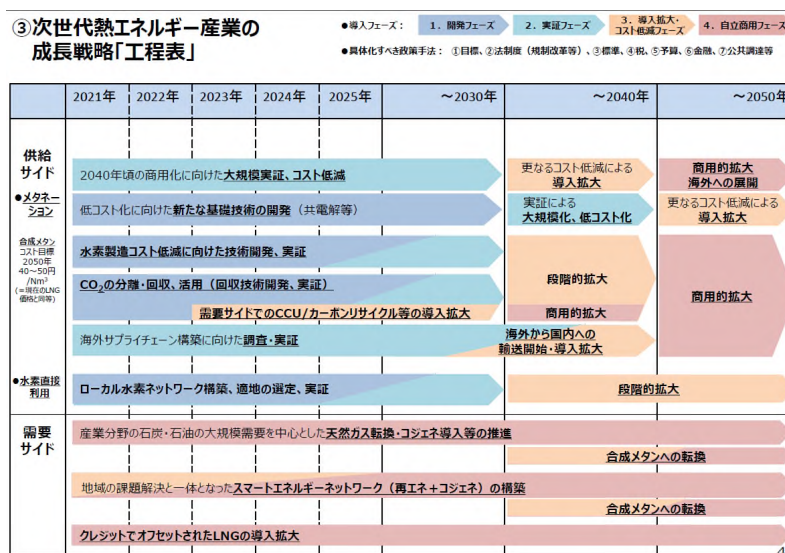 ③次世代熱エネルギー産業の
成長戦略「工程表」
●導入フェーズ：
1．開発フェーズ
2．実証フェーズ
3．導入拡大・
コスト低減フェーズ
4．自立商用フェーズ
●具体化すべき政策手法：①目標、②法制度（規制改革等）、③標準、④税、⑤予算、⑥金融、⑦公共調達等
2021年
2022年
2023年
2024年
2025年
～2030年
～2040年
～2050年
供給
サイド
2040年頃の商用化に向けた大規模実証、コスト低減
更なるコスト低減による
導入拡大
商用的拡大
海外への展開
●メタネー
ション
低コスト化に向けた新たな基礎技術の開発（共電解等）
実証による
大規模化、低コスト化
更なるコスト低減による
導入拡大
合成メタン
コスト目標
2050年
40～50円
/Nm³
(＝現在のLNG
価格と同等)
水素製造コスト低減に向けた技術開発、実証
CO₂の分離・回収、活用（回収技術開発、実証）
段階的拡大
商用的拡大
需要サイドでのCCU/カーボンリサイクル等の導入拡大
商用的拡大
海外サプライチェーン構築に向けた調査・実証
海外から国内への
輸送開始・導入拡大
●水素直接
利用
ローカル水素ネットワーク構築、適地の選定、実証
段階的拡大
需要
サイド
産業分野の石炭・石油の大規模需要を中心とした天然ガス転換・コジェネ導入等の推進
合成メタンへの転換
地域の課題解決と一体となったスマートエネルギーネットワーク（再エネ＋コジェネ）の構築
合成メタンへの転換
クレジットでオフセットされたLNGの導入拡大